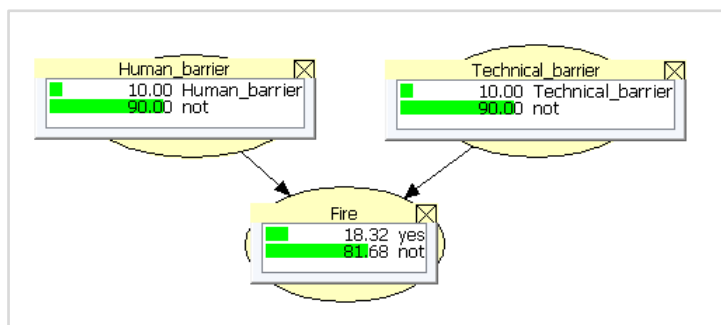 Human_barrier
10.00 Human_barrier
90.00 not
Technical_barrier
10.00 Technical_barrier
90.00 not
Fire
18.32 yes
81.68 not